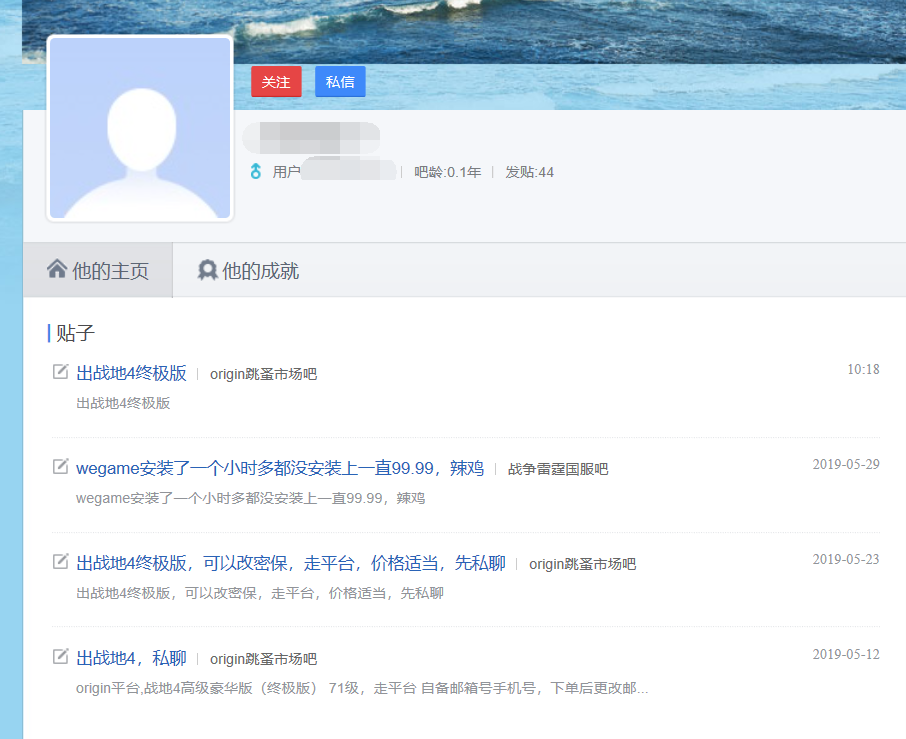 关注 私信
用户 吧龄:0.1年 发贴:44
他的主页 他的成就
贴子
出战地4终极版 origin跳蚤市场吧 10:18
出战地4终极版
wegame安装了一个小时多都没安装上一直99.99，辣鸡 战争雷霆国服吧 2019-05-29
wegame安装了一个小时多都没安装上一直99.99，辣鸡
出战地4终极版，可以改密保，走平台，价格适当，先私聊 origin跳蚤市场吧 2019-05-23
出战地4终极版，可以改密保，走平台，价格适当，先私聊
出战地4，私聊 origin跳蚤市场吧 2019-05-12
origin平台,战地4高级豪华版（终极版） 71级，走平台 自备邮箱号手机号，下单后更改邮...